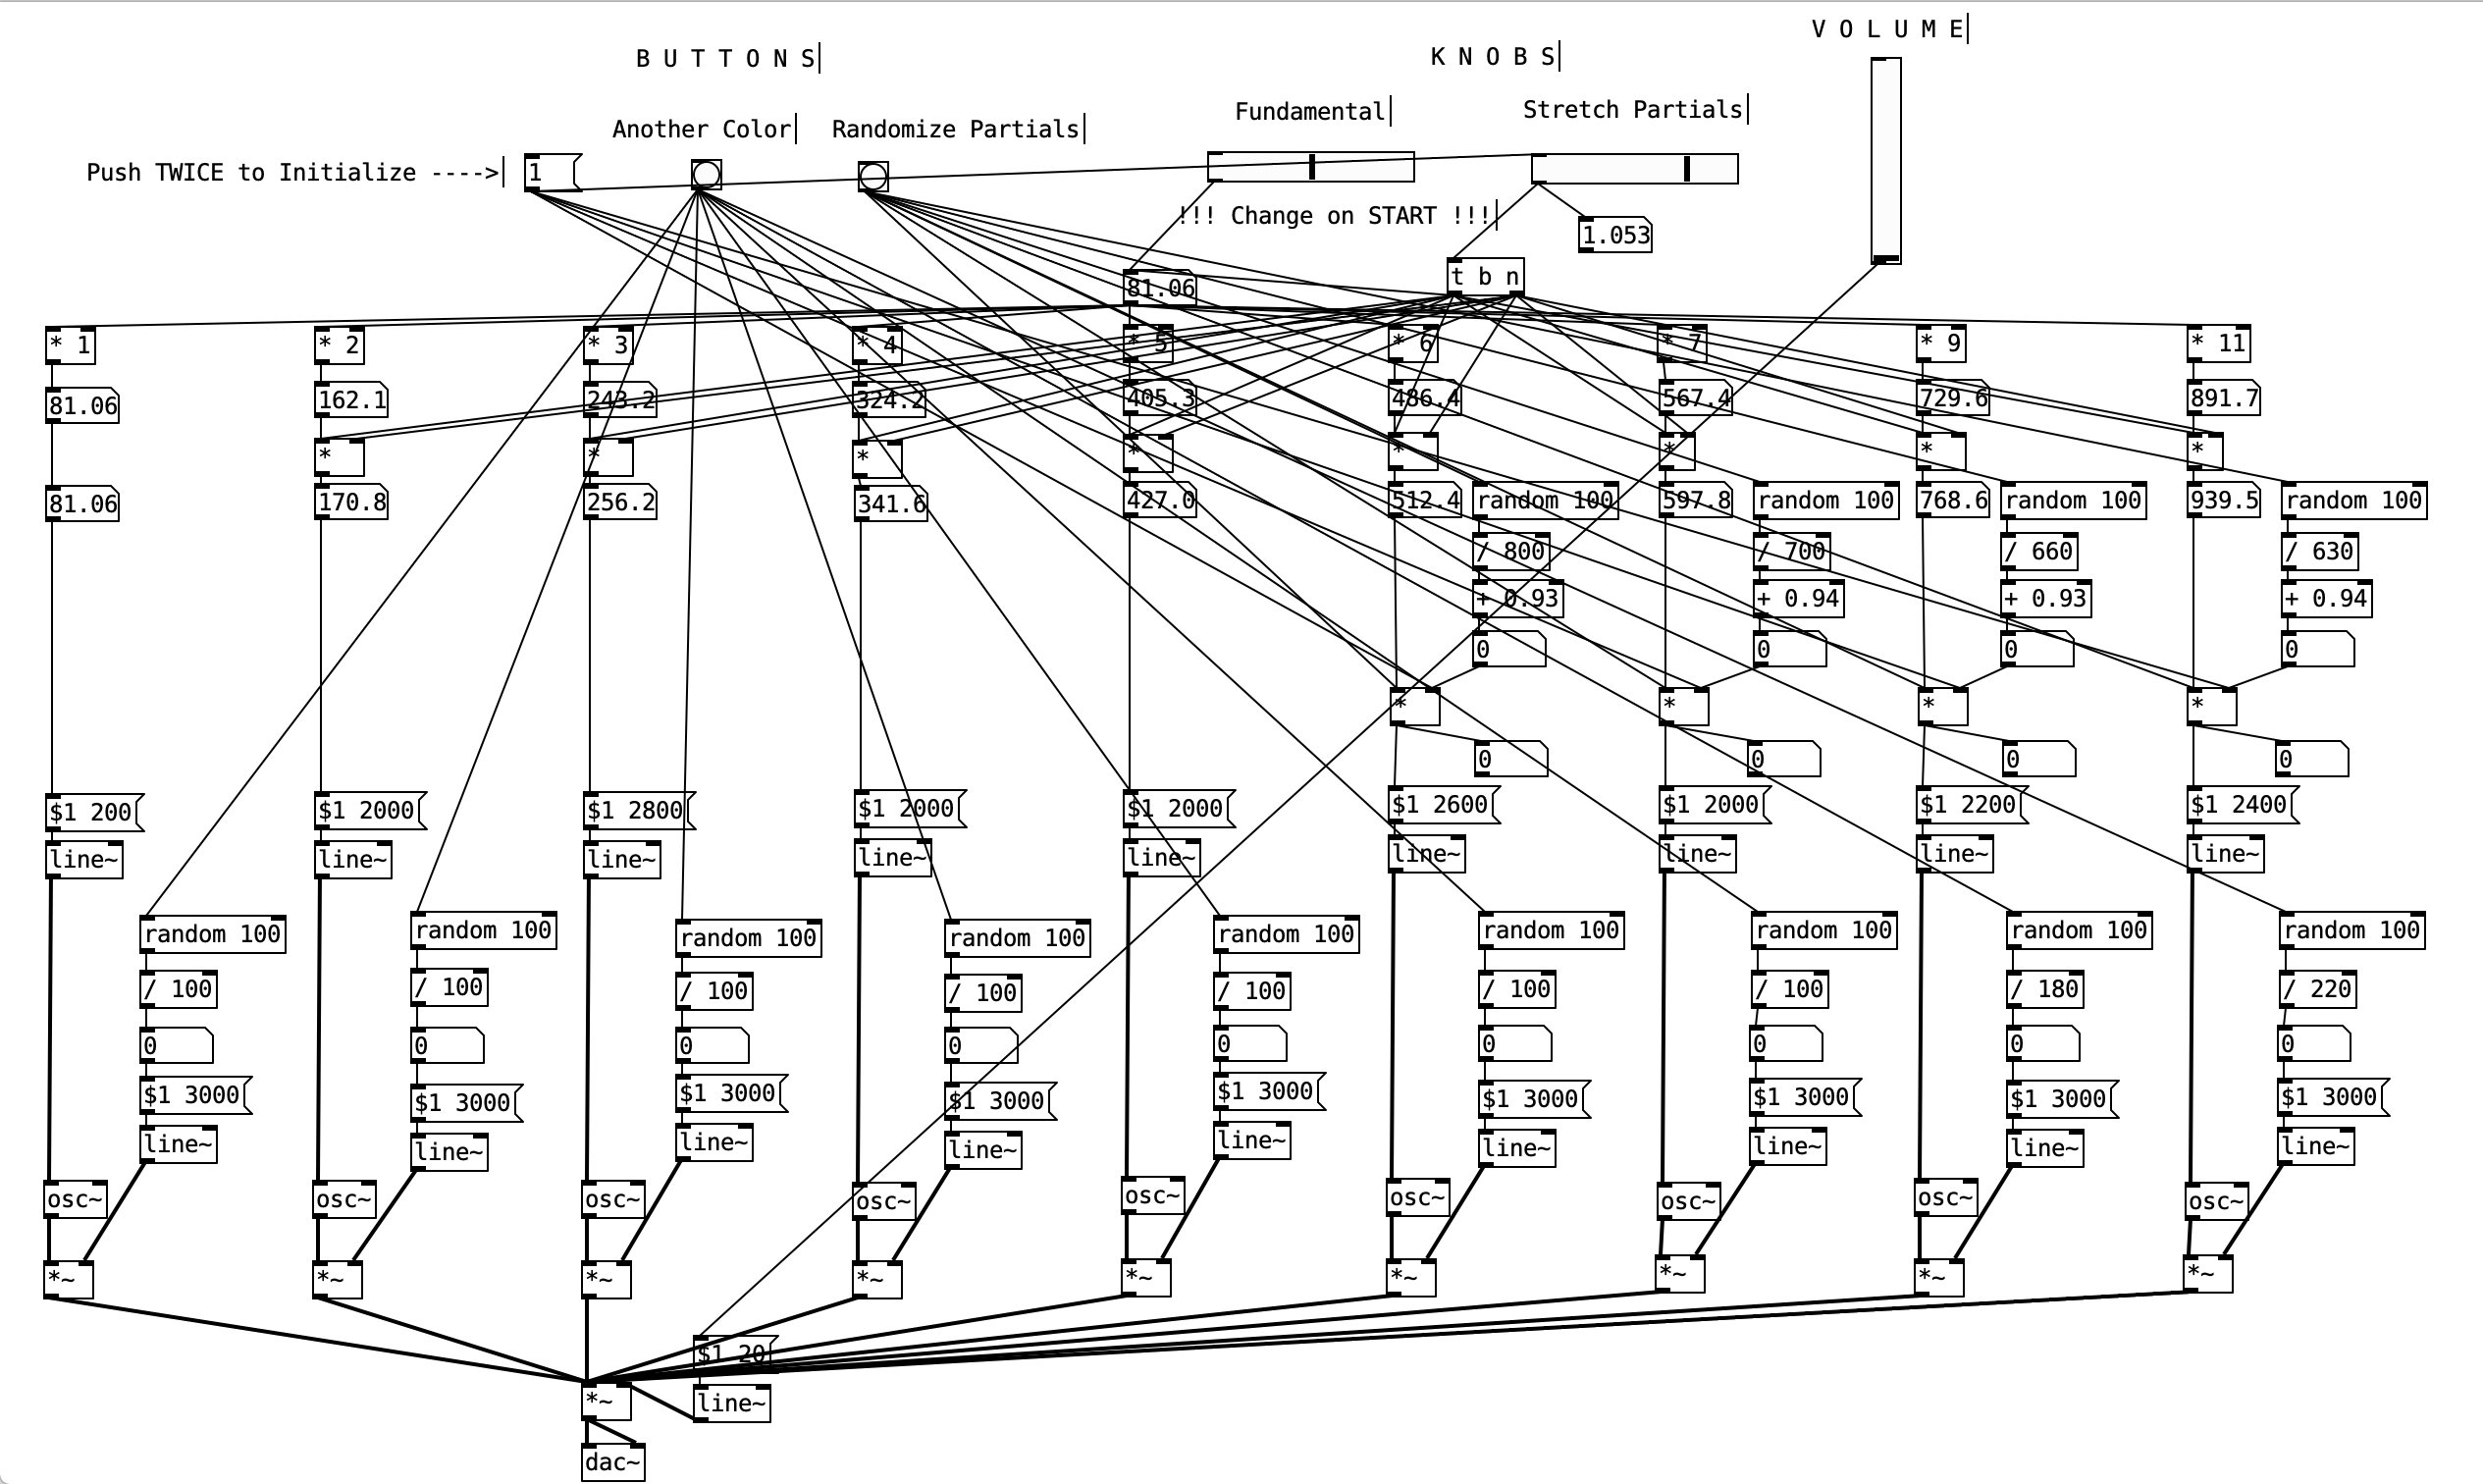 V O L U M E
B U T T O N S
K N O B S
Fundamental
Stretch Partials
Another Color
Randomize Partials
Push TWICE to Initialize ---->
1
!!! Change on START !!!
1.053
t b n
81.06
* 1
* 2
* 3
* 4
* 5
* 6
* 7
* 9
* 11
81.06
162.1
243.2
324.2
405.3
486.4
567.4
729.6
891.7
*
*
*
*
*
*
*
*
81.06
170.8
256.2
341.6
427.0
512.4
random 100
597.8
random 100
768.6
random 100
939.5
random 100
/ 800
/ 700
/ 660
/ 630
+ 0.93
+ 0.94
+ 0.93
+ 0.94
0
0
0
0
*
*
*
*
0
0
0
0
$1 200
$1 2000
$1 2800
$1 2000
$1 2000
$1 2600
$1 2000
$1 2200
$1 2400
line~
line~
line~
line~
line~
line~
line~
line~
line~
random 100
random 100
random 100
random 100
random 100
random 100
random 100
random 100
random 100
/ 100
/ 100
/ 100
/ 100
/ 100
/ 100
/ 100
/ 180
/ 220
0
0
0
0
0
0
0
0
0
$1 3000
$1 3000
$1 3000
$1 3000
$1 3000
$1 3000
$1 3000
$1 3000
$1 3000
line~
line~
line~
line~
line~
line~
line~
line~
line~
osc~
osc~
osc~
osc~
osc~
osc~
osc~
osc~
osc~
*~
*~
*~
*~
*~
*~
*~
*~
*~
$1 20
*~
line~
dac~